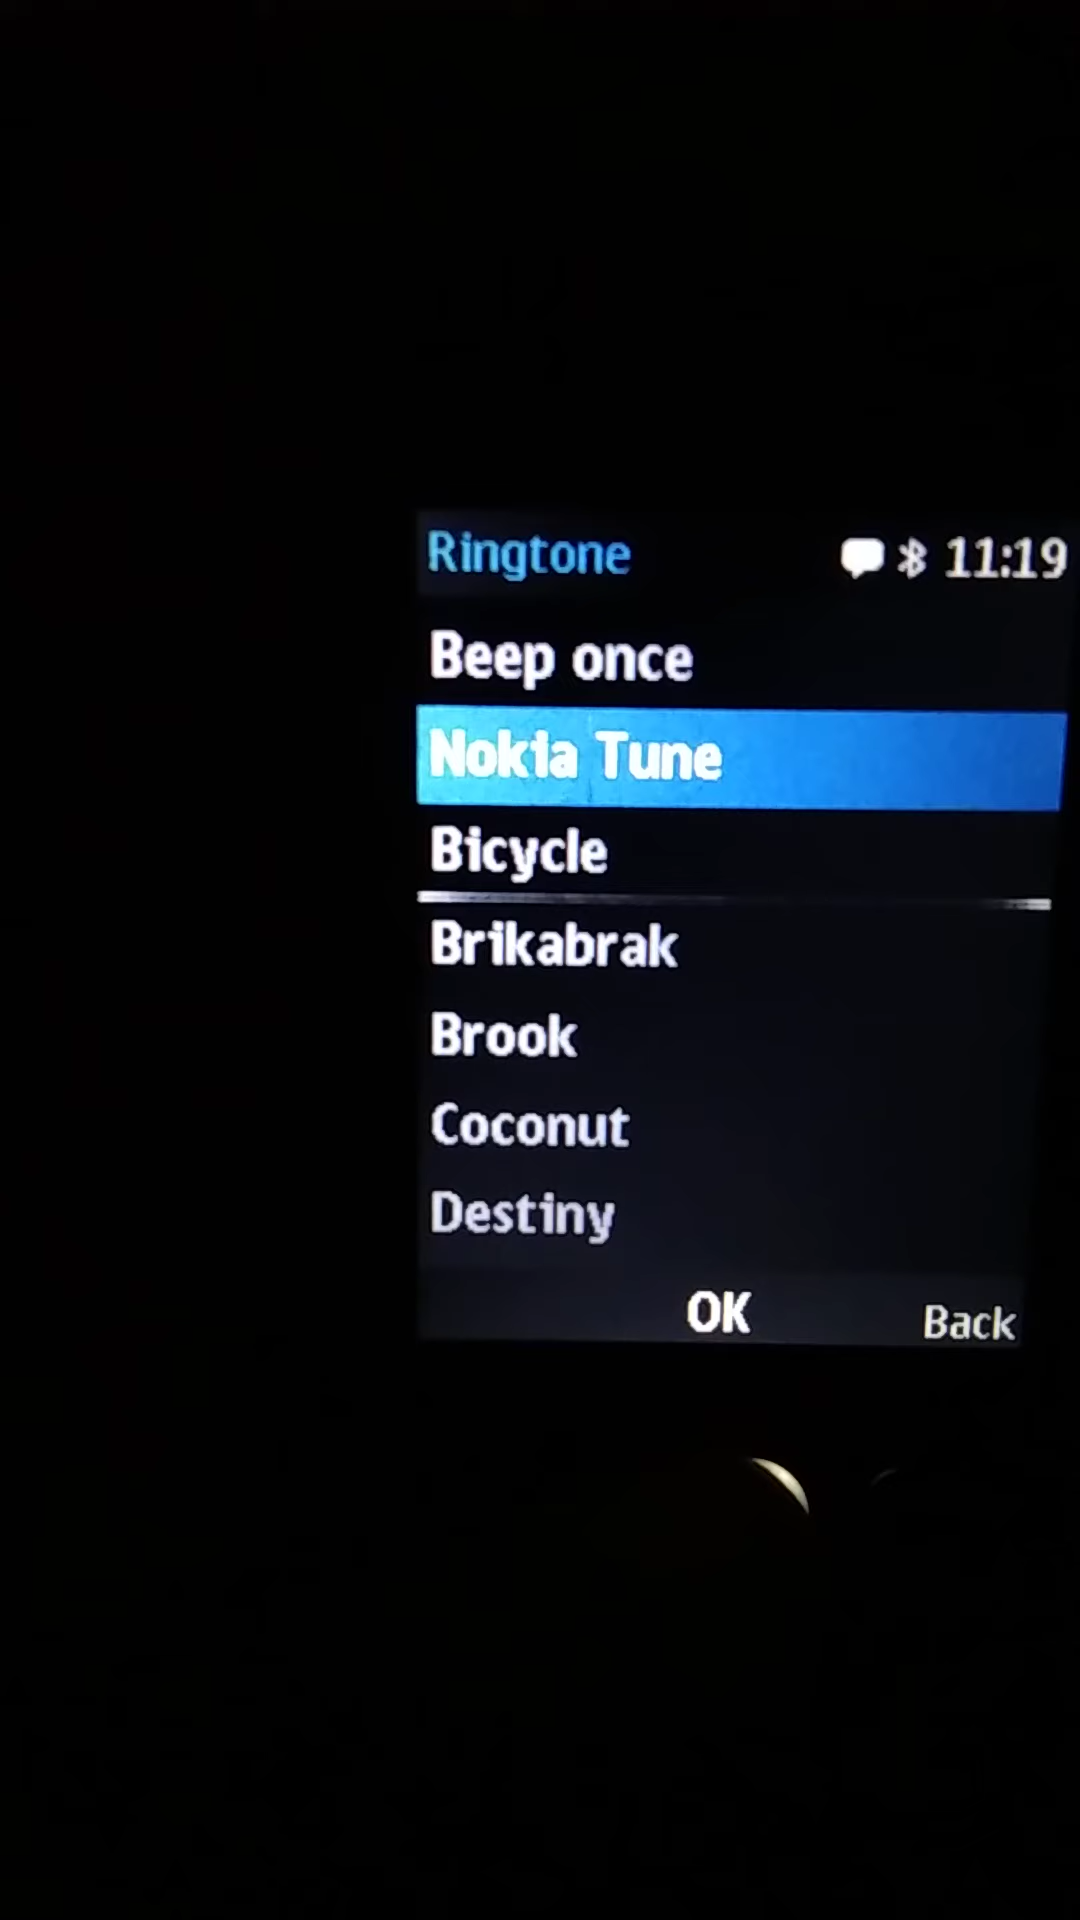 Ringtone 11:19
Beep once
Nokia Tune
Bicycle
Brikabrak
Brook
Coconut
Destiny
OK Back